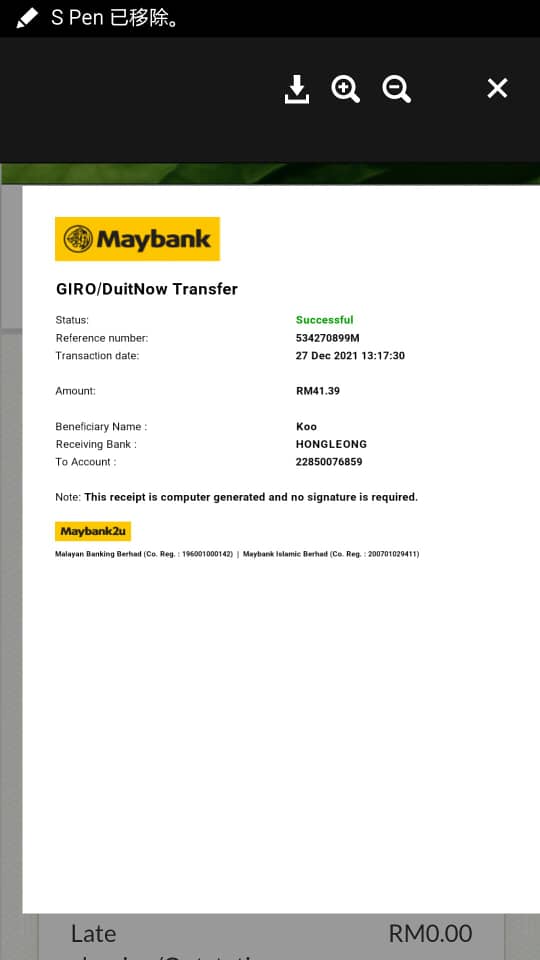 S Pen 已移除。
Maybank
GIRO/DuitNow Transfer
Status: Successful
Reference number: 534270899M
Transaction date: 27 Dec 2021 13:17:30
Amount: RM41.39
Beneficiary Name : Koo
Receiving Bank : HONGLEONG
To Account : 22850076859
Note: This receipt is computer generated and no signature is required.
Maybank2u
Malayan Banking Berhad (Co. Reg. : 196001000142) | Maybank Islamic Berhad (Co. Reg. : 200701029411)
Late RM0.00